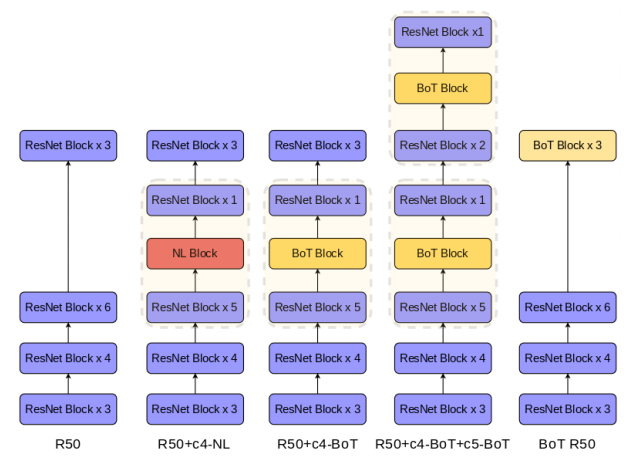 ResNet Block x1
BoT Block
ResNet Block x 3
ResNet Block x 3
ResNet Block x 3
ResNet Block x 2
BoT Block x 3
ResNet Block x 1
ResNet Block x 1
ResNet Block x 1
NL Block
BoT Block
BoT Block
ResNet Block x 6
ResNet Block x 5
ResNet Block x 5
ResNet Block x 5
ResNet Block x 6
ResNet Block x 4
ResNet Block x 4
ResNet Block x 4
ResNet Block x 4
ResNet Block x 4
ResNet Block x 3
ResNet Block x 3
ResNet Block x 3
ResNet Block x 3
ResNet Block x 3
R50
R50+c4-NL
R50+c4-BoT
R50+c4-BoT+c5-BoT
BoT R50